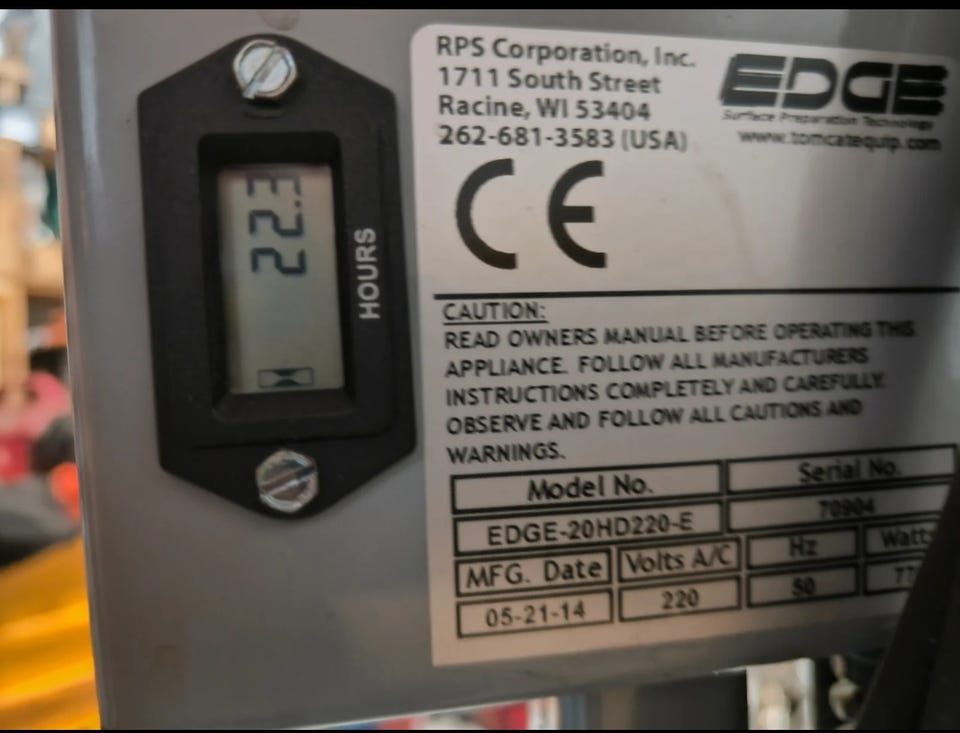 22.3
HOURS
RPS Corporation, Inc.
1711 South Street
Racine, WI 53404
262-681-3583 (USA)
EDGE
Surface Preparation Technology
www.tomcatequip.com
CE
CAUTION:
READ OWNERS MANUAL BEFORE OPERATING THIS
APPLIANCE. FOLLOW ALL MANUFACTURERS
INSTRUCTIONS COMPLETELY AND CAREFULLY.
OBSERVE AND FOLLOW ALL CAUTIONS AND
WARNINGS.
Model No. Serial No.
EDGE-20HD220-E 70904
MFG. Date Volts A/C Hz Watts
05-21-14 220 50